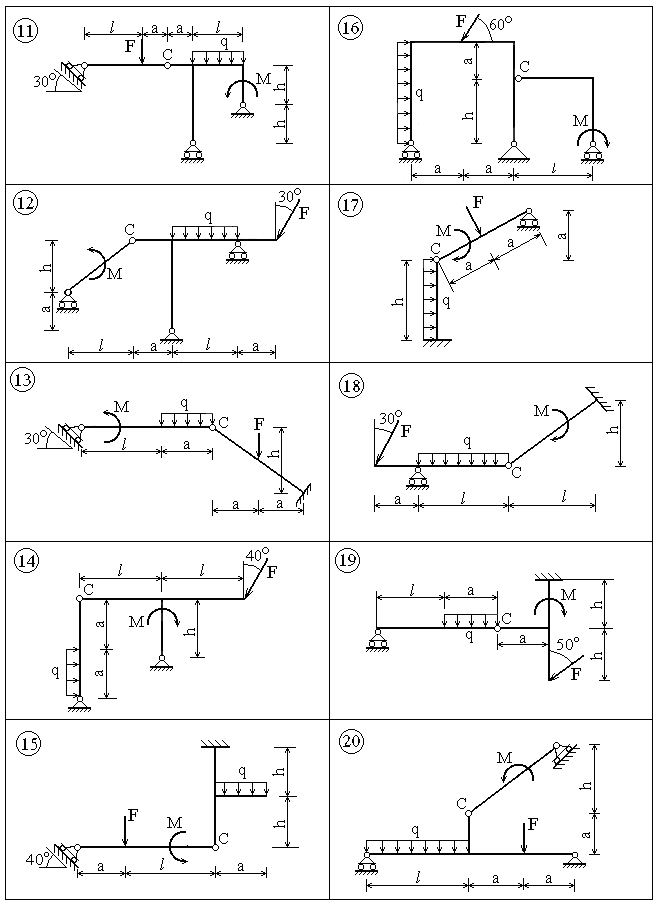 11
l a a l
F
C
q
M
30°
h
h
16
F 60°
a
C
q
h
M
a a l
12
30°
F
C
q
h
M
a
l a l a
17
F
M
C
a
a
a
h
q
13
M
q
C
F
30°
l a
h
a a
18
30°
F
q
M
h
C
a l l
14
l l
40°
F
C
a
M
h
q
a
19
l a
q
C
M
h
a
50°
h
F
15
q
h
F
M
h
C
40°
a l a
20
M
h
C
q
F
a
l a a